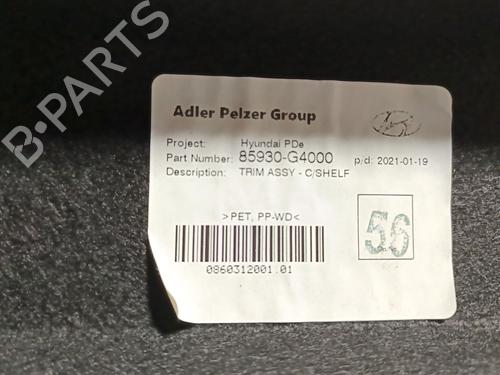 Adler Pelzer Group
Project: Hyundai PDe
Part Number: 85930-G4000 p/d: 2021-01-19
Description: TRIM ASSY - C/SHELF
>PET, PP-WD<
56
0860312001.01
B-PARTS